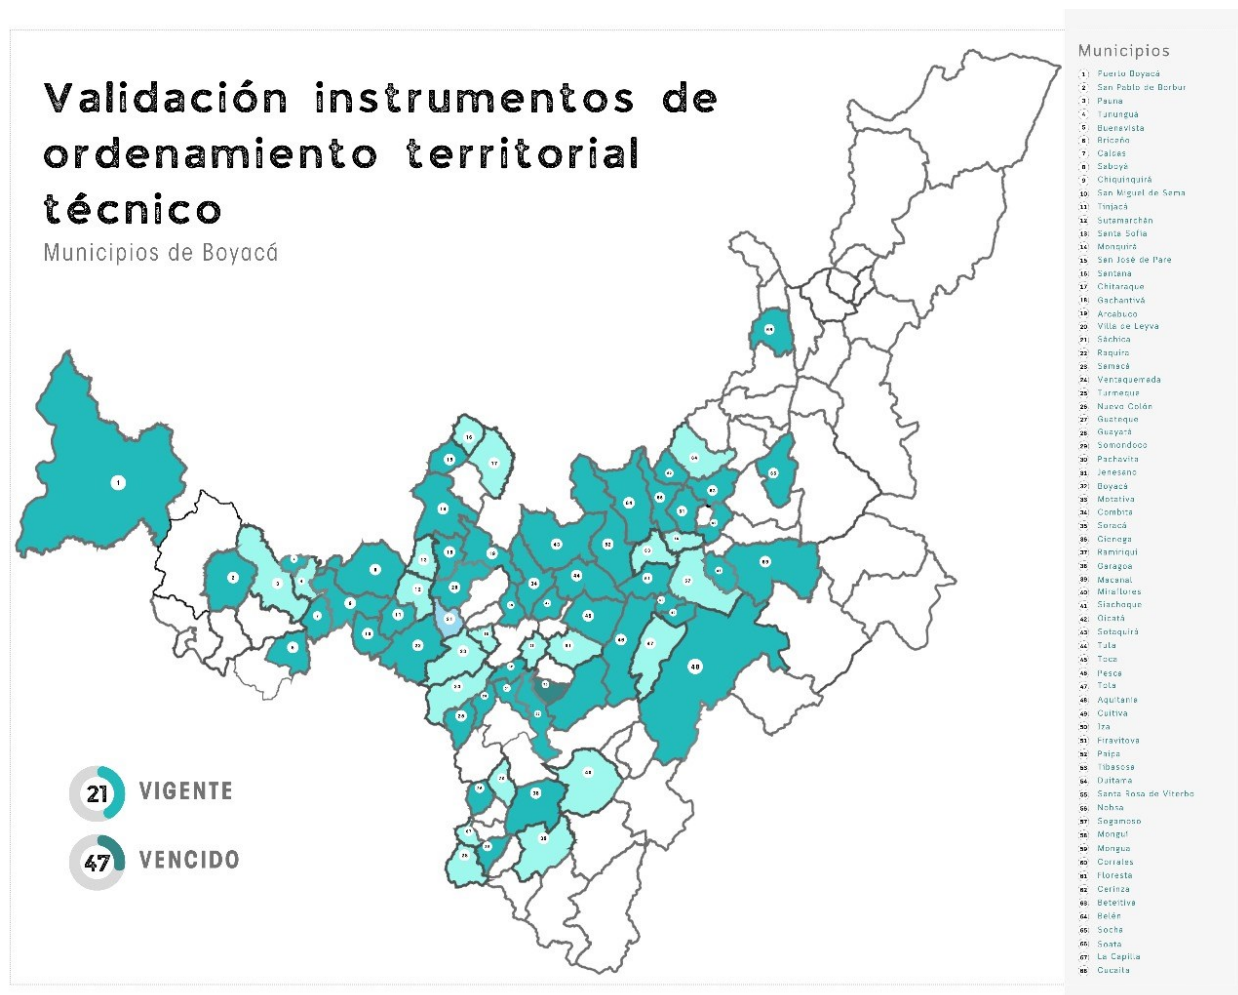 Validación instrumentos de
ordenamiento territorial
técnico
Municipios de Boyacá
21 VIGENTE
47 VENCIDO
Municipios
1 Puerto Boyacá
2 San Pablo de Borbur
3 Pauna
4 Tununguá
5 Buenavista
6 Briceño
7 Caldas
8 Saboyá
9 Chiquinquirá
10 San Miguel de Sema
11 Tinjacá
12 Sutamarchán
13 Santa Sofía
14 Moniquirá
15 San José de Pare
16 Santana
17 Chitaraque
18 Gachantivá
19 Arcabuco
20 Villa de Leyva
21 Sáchica
22 Raquira
23 Samacá
24 Ventaquemada
25 Turmeque
26 Nuevo Colón
27 Guateque
28 Guayatá
29 Somondoco
30 Pachavita
31 Jenesano
32 Boyacá
33 Motativa
34 Combita
35 Soracá
36 Cienega
37 Ramiriquí
38 Garagoa
39 Macanal
40 Miraflores
41 Siachoque
42 Oicatá
43 Sotaquirá
44 Tuta
45 Toca
46 Pesca
47 Tota
48 Aquitania
49 Cuitiva
50 Iza
51 Firavitova
52 Paipa
53 Tibasosa
54 Duitama
55 Santa Rosa de Viterbo
56 Nobsa
57 Sogamoso
58 Monguí
59 Mongua
60 Corrales
61 Floresta
62 Cerinza
63 Beteitiva
64 Belén
65 Socha
66 Soata
67 La Capilla
68 Cucaita